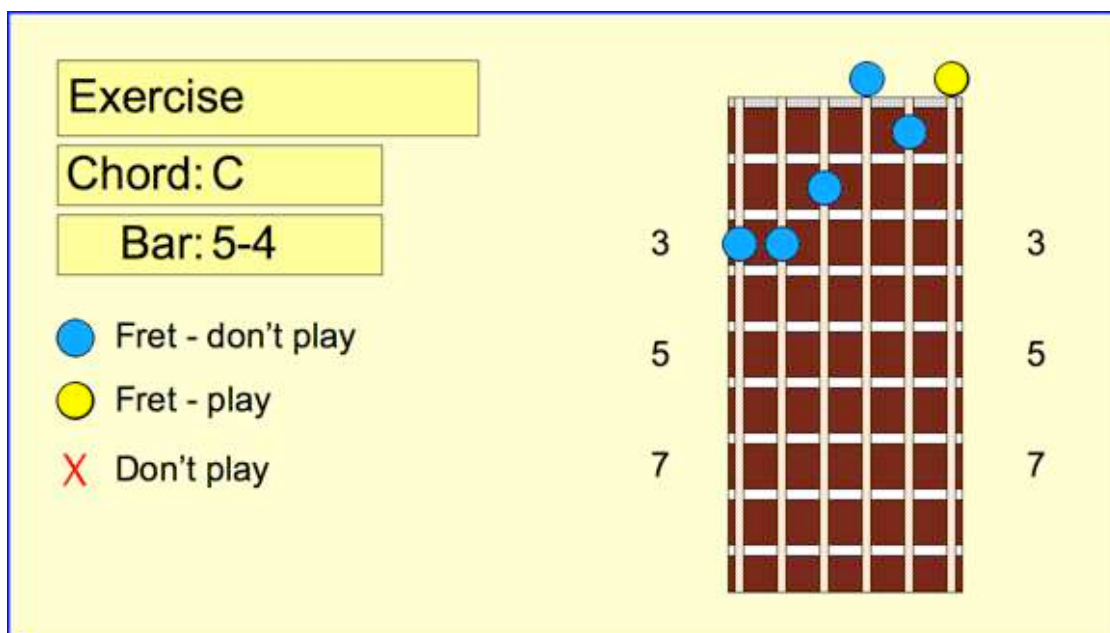 Exercise
Chord: C
Bar: 5-4
Fret - don't play
Fret - play
X Don't play
3 3
5 5
7 7